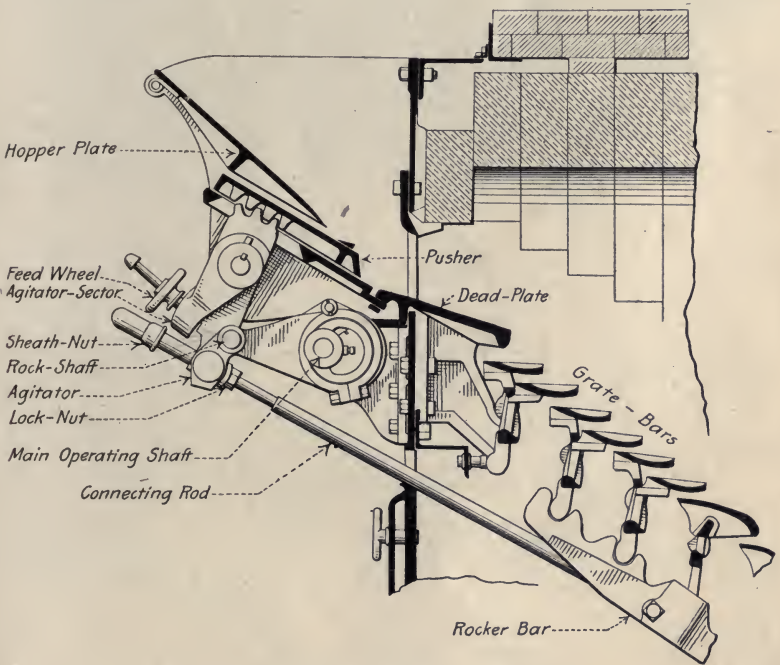 Hopper Plate
Pusher
Feed Wheel
Agitator-Sector
Dead-Plate
Sheath-Nut
Rock-Shaft
Agitator
Lock-Nut
Grate-Bars
Main Operating Shaft
Connecting Rod
Rocker Bar